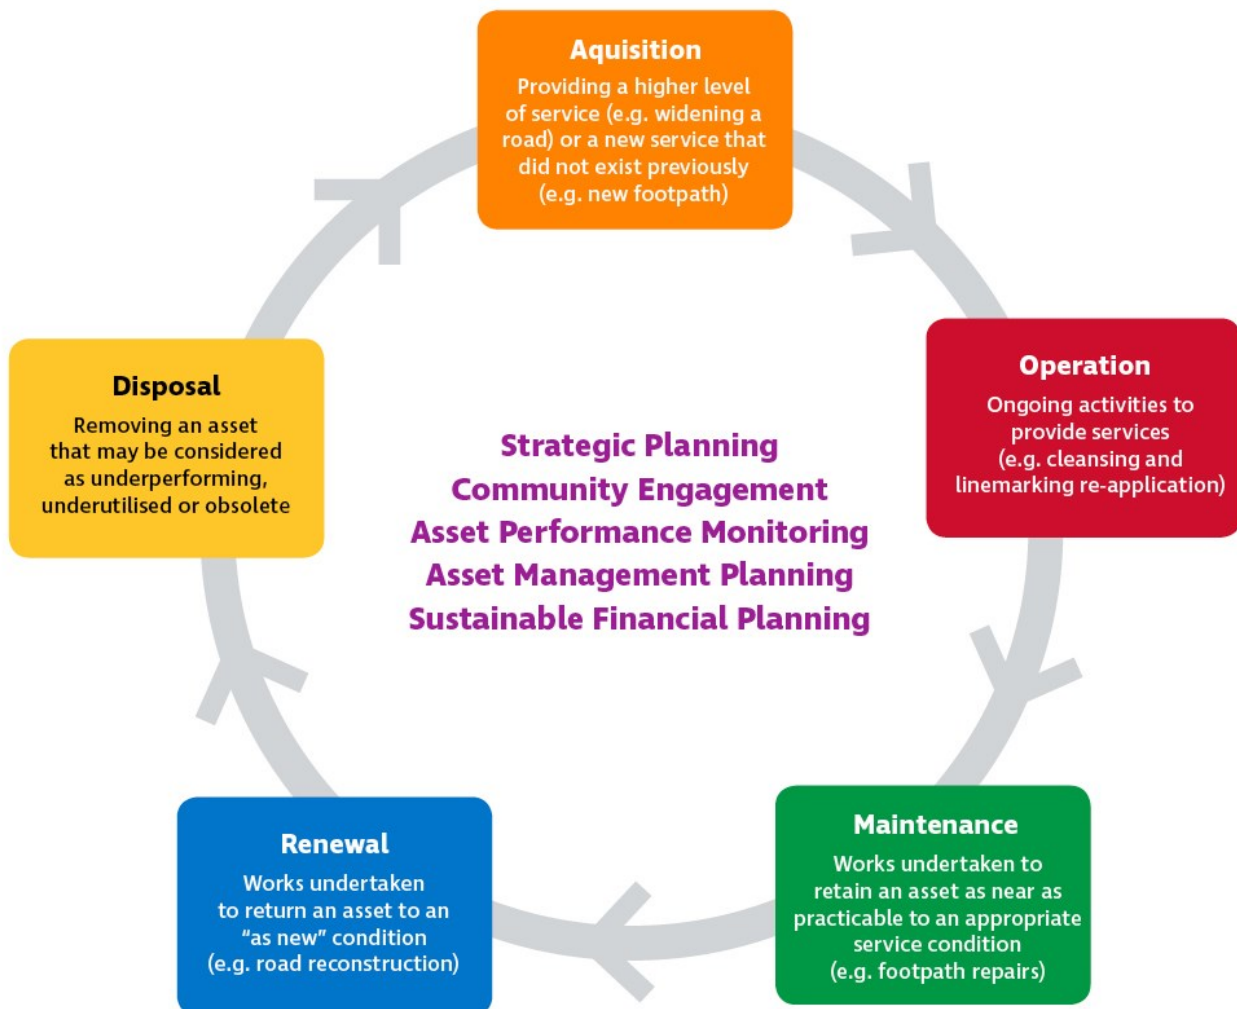 Aquisition
Providing a higher level
of service (e.g. widening a
road) or a new service that
did not exist previously
(e.g. new footpath)
Operation
Ongoing activities to
provide services
(e.g. cleansing and
linemarking re-application)
Maintenance
Works undertaken to
retain an asset as near as
practicable to an appropriate
service condition
(e.g. footpath repairs)
Renewal
Works undertaken
to return an asset to an
“as new” condition
(e.g. road reconstruction)
Disposal
Removing an asset
that may be considered
as underperforming,
underutilised or obsolete
Strategic Planning
Community Engagement
Asset Performance Monitoring
Asset Management Planning
Sustainable Financial Planning